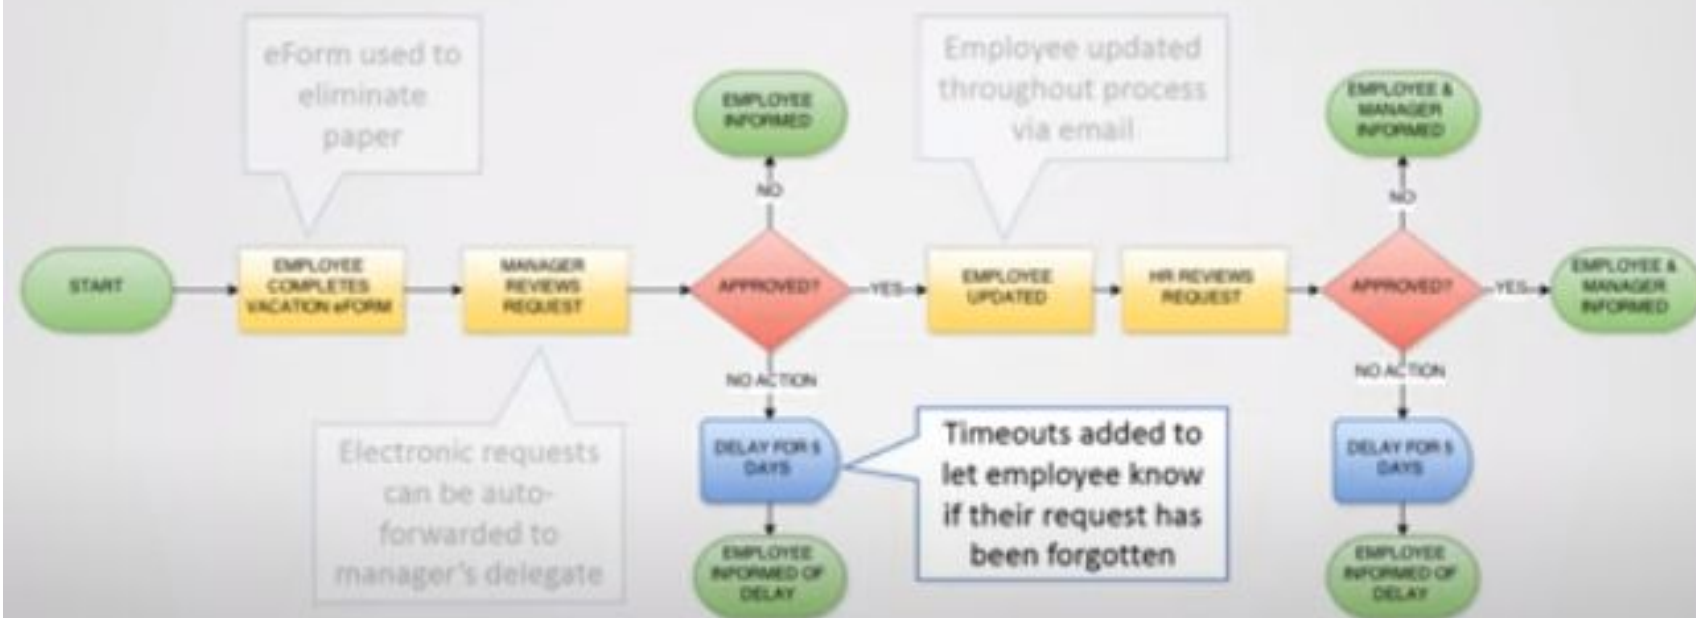 eForm used to
eliminate
paper
Employee updated
throughout process
via email
EMPLOYEE
INFORMED
EMPLOYEE &
MANAGER
INFORMED
NO
NO
START
EMPLOYEE
COMPLETES
VACATION eFORM
MANAGER
REVIEWS
REQUEST
APPROVED?
YES
EMPLOYEE
UPDATED
HR REVIEWS
REQUEST
APPROVED?
YES
EMPLOYEE &
MANAGER
INFORMED
NO ACTION
NO ACTION
Electronic requests
can be auto-
forwarded to
manager's delegate
DELAY FOR 5
DAYS
Timeouts added to
let employee know
if their request has
been forgotten
DELAY FOR 5
DAYS
EMPLOYEE
INFORMED OF
DELAY
EMPLOYEE
INFORMED OF
DELAY